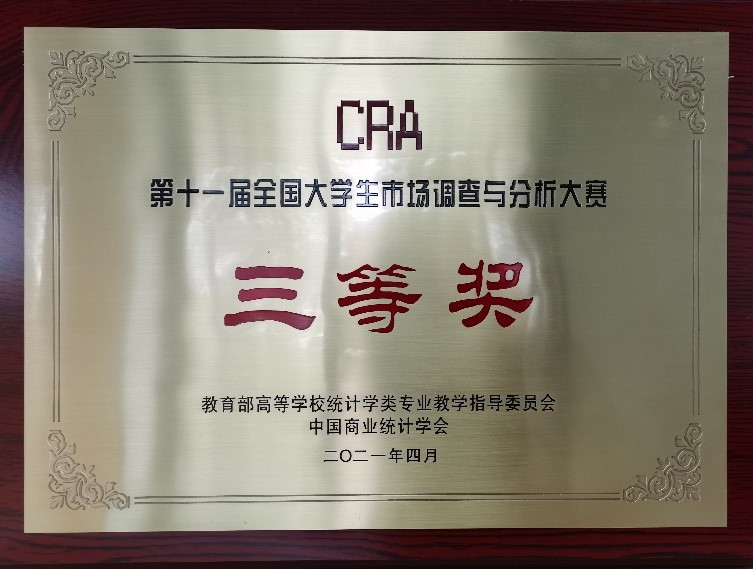 CRA
第十一届全国大学生市场调查与分析大赛
三等奖
教育部高等学校统计学类专业教学指导委员会
中国商业统计学会
二〇二一年四月